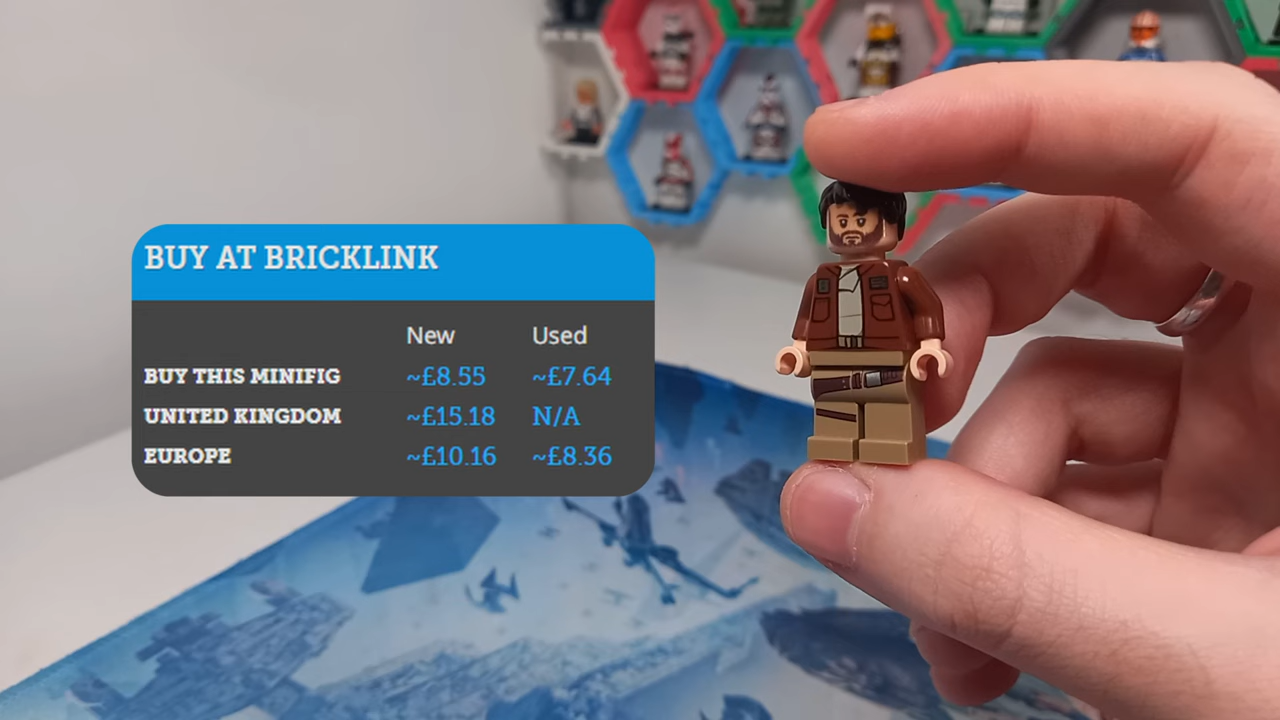 BUY AT BRICKLINK
New Used
BUY THIS MINIFIG ~£8.55 ~£7.64
UNITED KINGDOM ~£15.18 N/A
EUROPE ~£10.16 ~£8.36